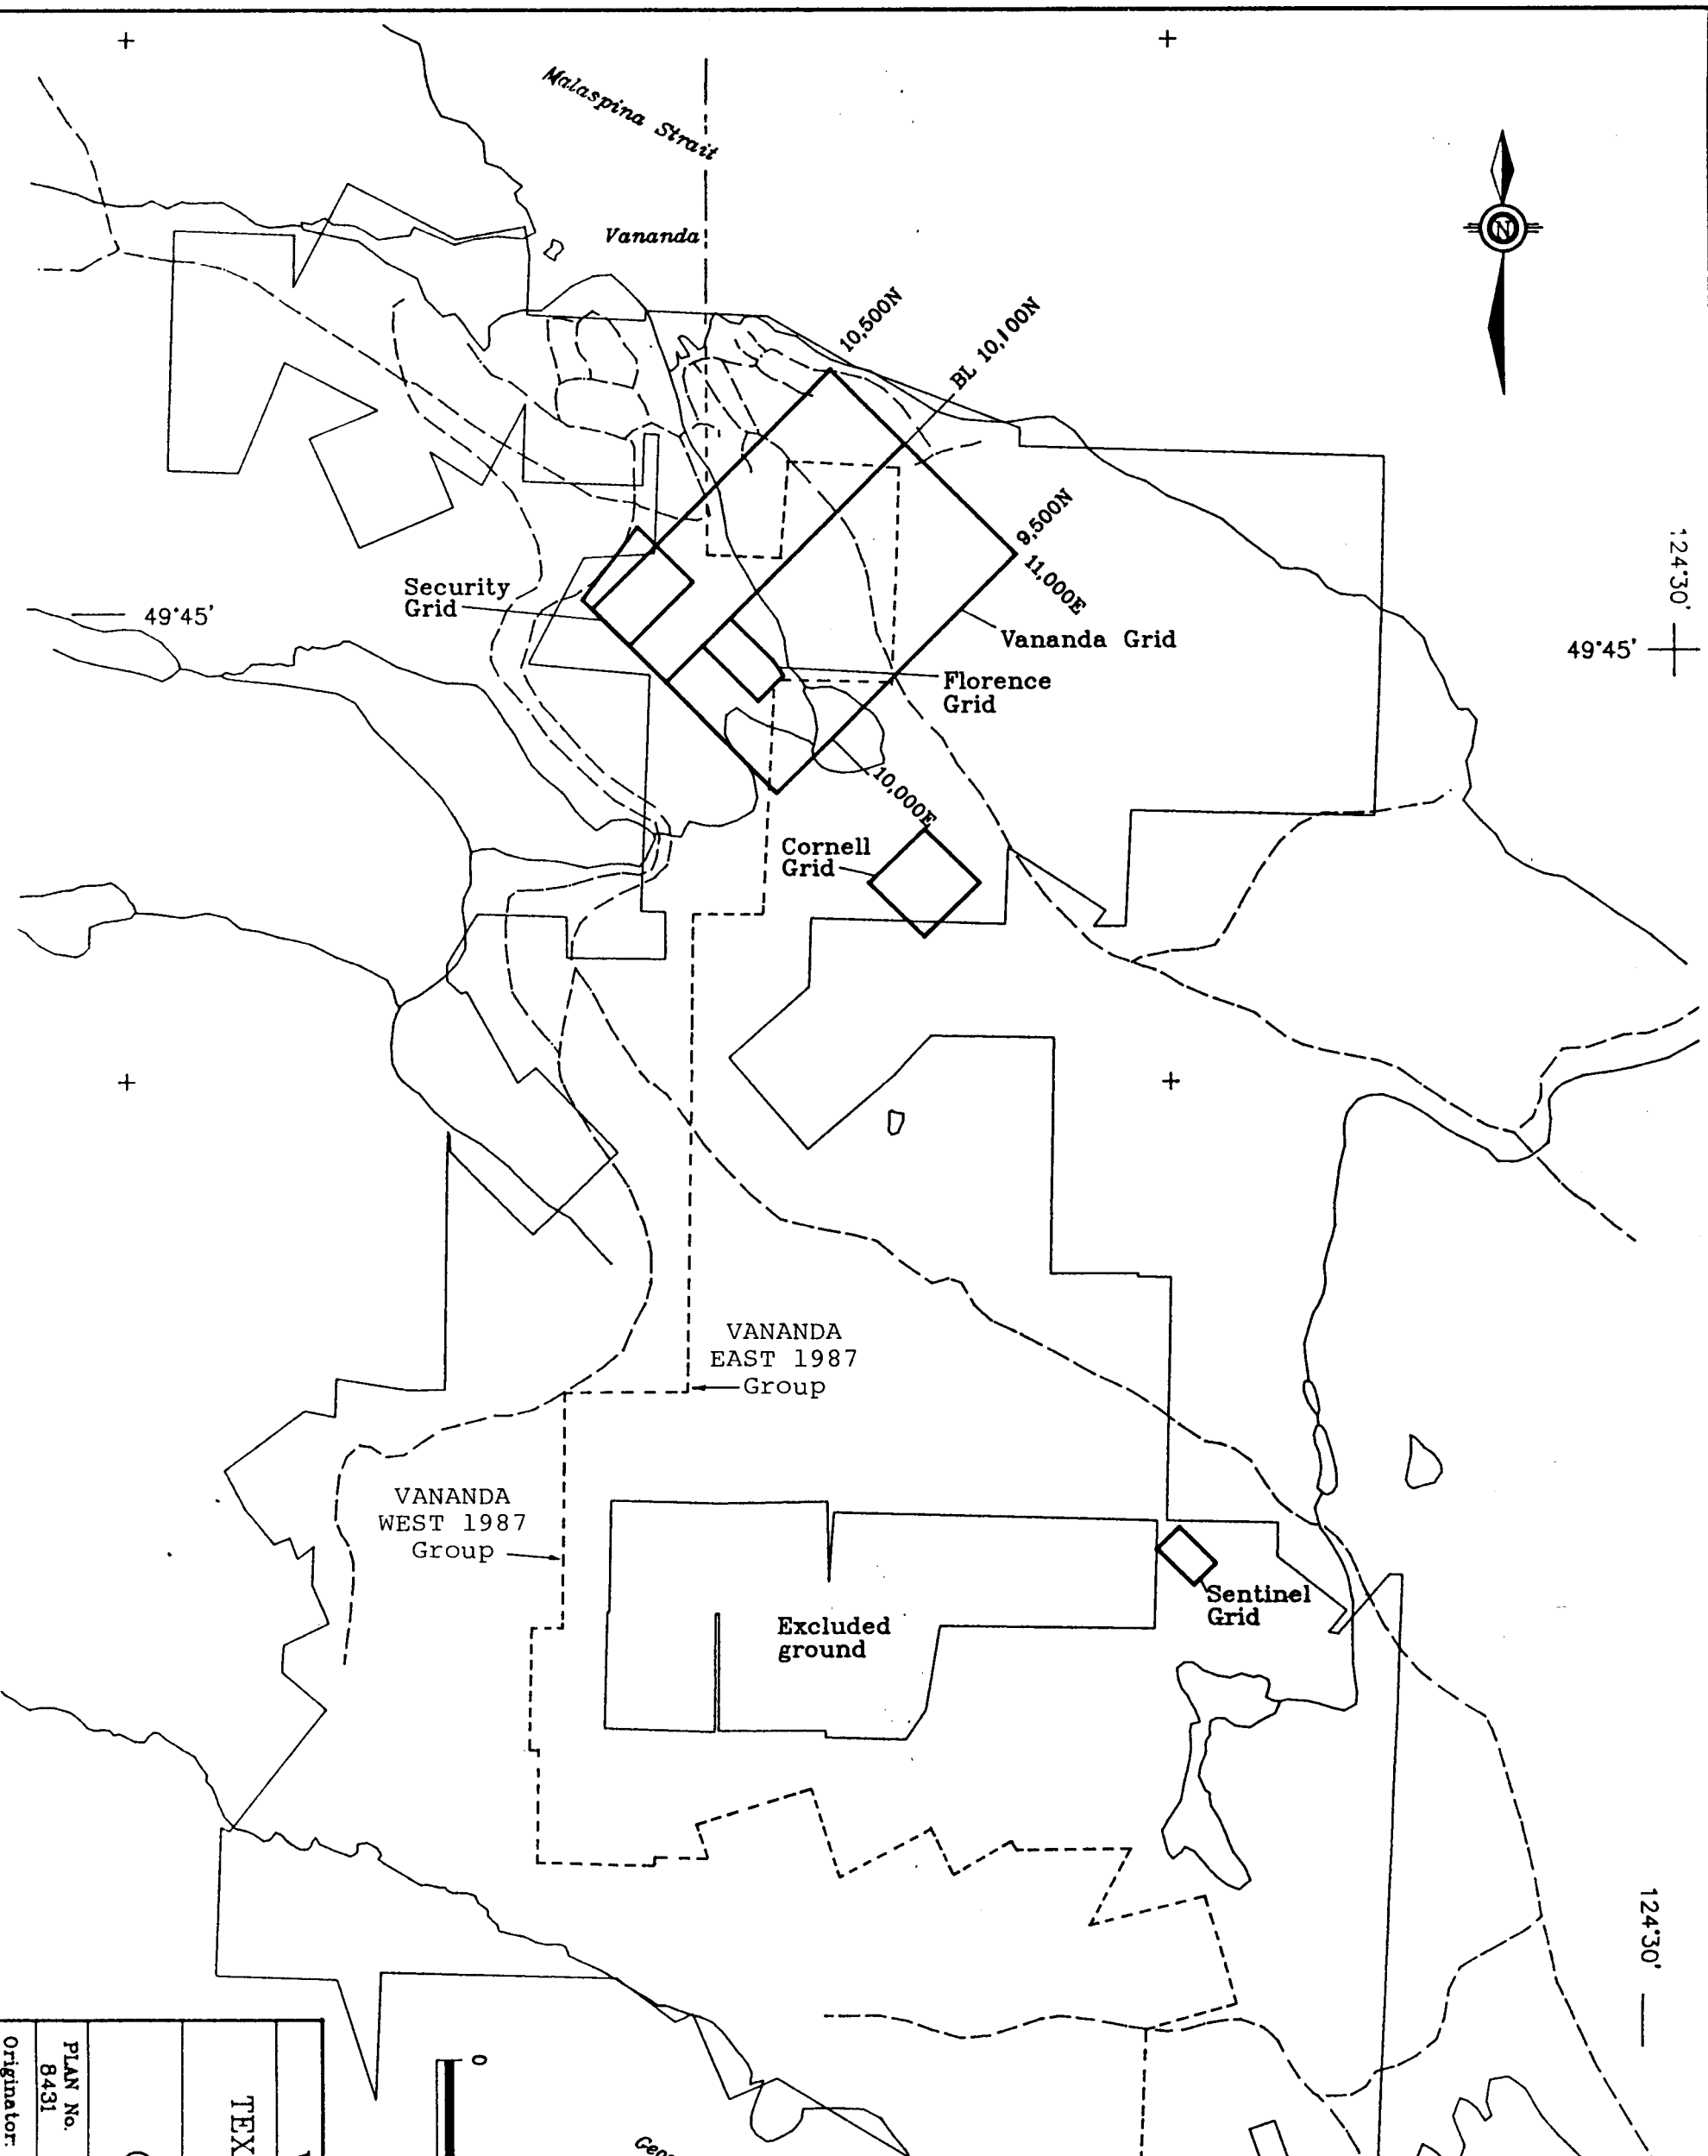 Malaspina Strait
Vananda
N
10,500N
BL 10,100N
9,500N
11,000E
124°30'
49°45'
49°45'
Security
Grid
Vananda Grid
Florence
Grid
10,000E
Cornell
Grid
VANANDA
EAST 1987
Group
VANANDA
WEST 1987
Group
Sentinel
Grid
Excluded
ground
124°30'
0
PLAN No.
8431
Originator:
TEX